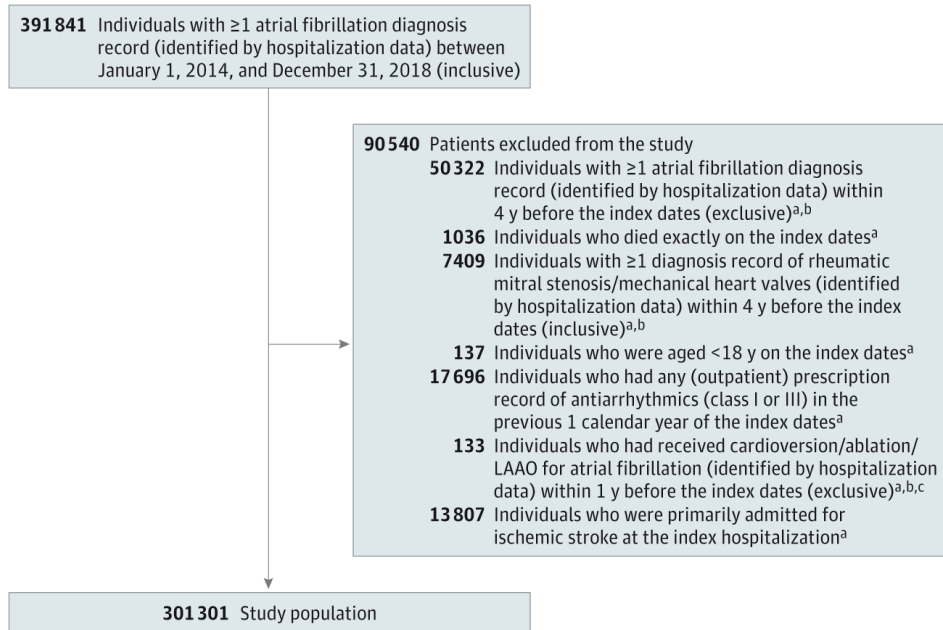 391 841 Individuals with ≥1 atrial fibrillation diagnosis
record (identified by hospitalization data) between
January 1, 2014, and December 31, 2018 (inclusive)
90 540 Patients excluded from the study
50 322 Individuals with ≥1 atrial fibrillation diagnosis
record (identified by hospitalization data) within
4 y before the index dates (exclusive)a,b
1036 Individuals who died exactly on the index datesa
7409 Individuals with ≥1 diagnosis record of rheumatic
mitral stenosis/mechanical heart valves (identified
by hospitalization data) within 4 y before the index
dates (inclusive)a,b
137 Individuals who were aged <18 y on the index datesa
17 696 Individuals who had any (outpatient) prescription
record of antiarrhythmics (class I or III) in the
previous 1 calendar year of the index datesa
133 Individuals who had received cardioversion/ablation/
LAAO for atrial fibrillation (identified by hospitalization
data) within 1 y before the index dates (exclusive)a,b,c
13 807 Individuals who were primarily admitted for
ischemic stroke at the index hospitalizationa
301 301 Study population